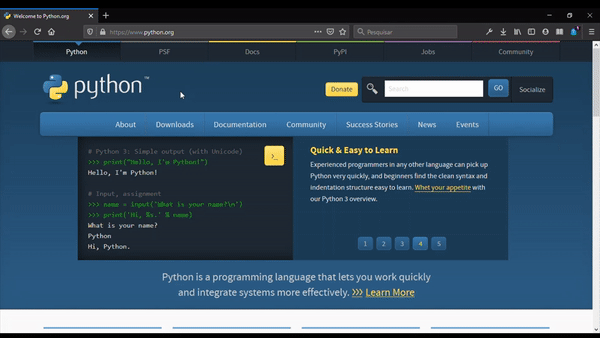 Welcome to Python.org
https://www.python.org
Pesquisar
Python PSF Docs PyPI Jobs Community
python™
Donate
Search
GO
Socialize
About Downloads Documentation Community Success Stories News Events
# Python 3: Simple output (with Unicode)
>>> print("Hello, I'm Python!")
Hello, I'm Python!
# Input, assignment
>>> name = input('What is your name?\n')
>>> print('Hi, %s.' % name)
What is your name?
Python
Hi, Python.
>_
Quick & Easy to Learn
Experienced programmers in any other language can pick up
Python very quickly, and beginners find the clean syntax and
indentation structure easy to learn. Whet your appetite with
our Python 3 overview.
1 2 3 4 5
Python is a programming language that lets you work quickly
and integrate systems more effectively. >>> Learn More